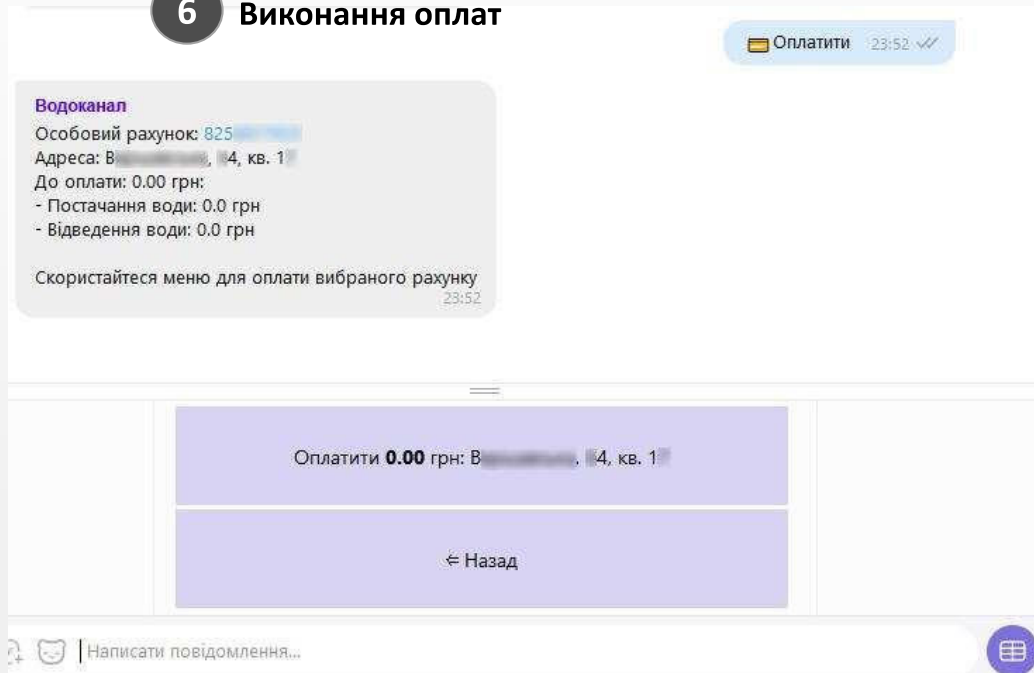 6 Виконання оплат
Оплатити 23:52
Водоканал
Особовий рахунок: 825
Адреса: В , 4, кв. 1
До оплати: 0.00 грн:
- Постачання води: 0.0 грн
- Відведення води: 0.0 грн
Скористайтеся меню для оплати вибраного рахунку
23:52
Оплатити 0.00 грн: В , 4, кв. 1
⇐ Назад
Написати повідомлення...